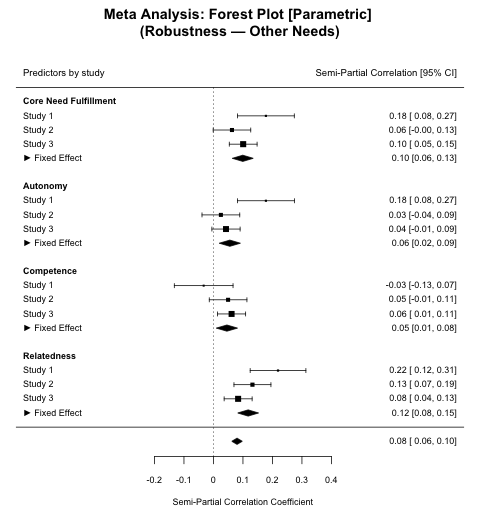 Meta Analysis: Forest Plot [Parametric]
(Robustness — Other Needs)
Predictors by study Semi-Partial Correlation [95% CI]
Core Need Fulfillment
Study 1 0.18 [ 0.08, 0.27]
Study 2 0.06 [-0.00, 0.13]
Study 3 0.10 [ 0.05, 0.15]
► Fixed Effect 0.10 [0.06, 0.13]
Autonomy
Study 1 0.18 [ 0.08, 0.27]
Study 2 0.03 [-0.04, 0.09]
Study 3 0.04 [-0.01, 0.09]
► Fixed Effect 0.06 [0.02, 0.09]
Competence
Study 1 -0.03 [-0.13, 0.07]
Study 2 0.05 [-0.01, 0.11]
Study 3 0.06 [ 0.01, 0.11]
► Fixed Effect 0.05 [0.01, 0.08]
Relatedness
Study 1 0.22 [ 0.12, 0.31]
Study 2 0.13 [ 0.07, 0.19]
Study 3 0.08 [ 0.04, 0.13]
► Fixed Effect 0.12 [0.08, 0.15]
0.08 [ 0.06, 0.10]
-0.2 -0.1 0 0.1 0.2 0.3 0.4
Semi-Partial Correlation Coefficient